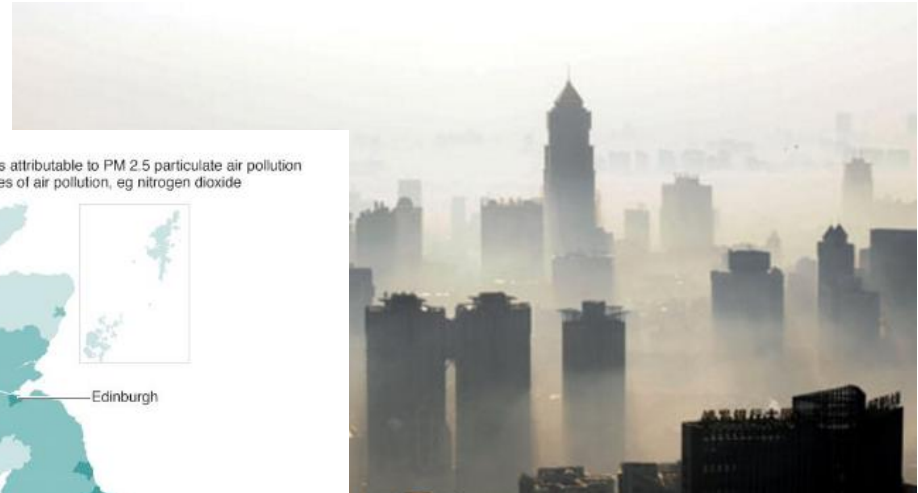 s attributable to PM 2.5 particulate air pollution
es of air pollution, eg nitrogen dioxide
Edinburgh